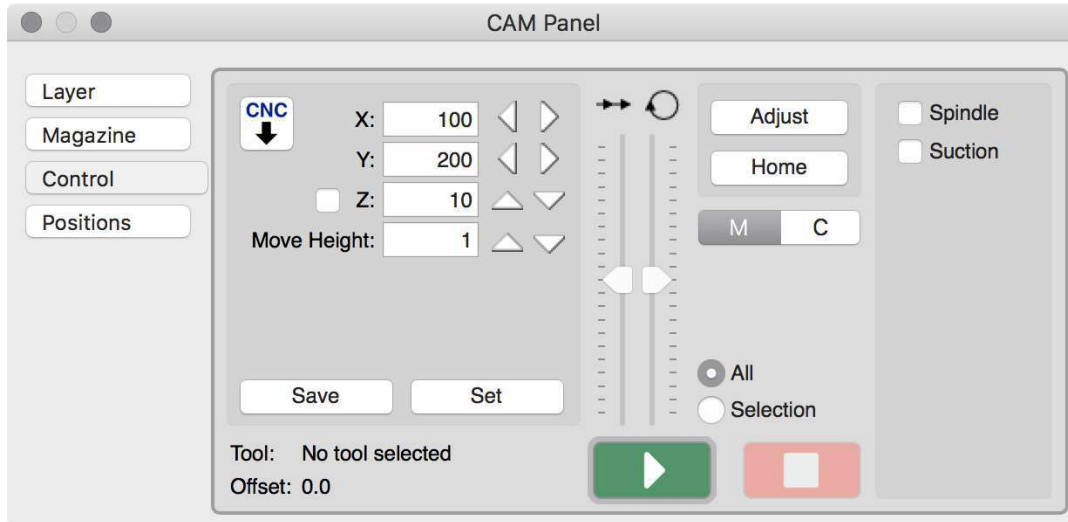 CAM Panel
Layer
Magazine
Control
Positions
CNC
X: 100
Y: 200
Z: 10
Move Height: 1
Save Set
Tool: No tool selected
Offset: 0.0
Adjust
Home
M C
All
Selection
Spindle
Suction